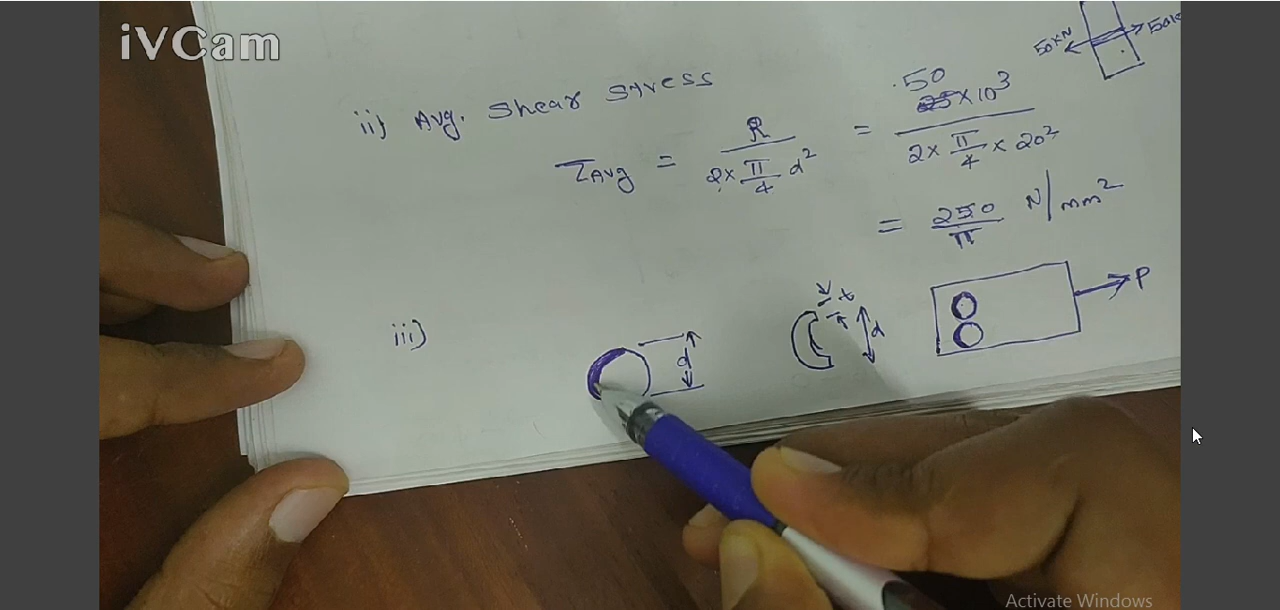 iVCam
50KN
50K
ii) Avg. Shear Stress
τAvg = R / 2× π/4 d² = 50 ×10³ / 2× π/4 × 20²
= 250/π N/mm²
iii)
d
t
d
P
Activate Windows